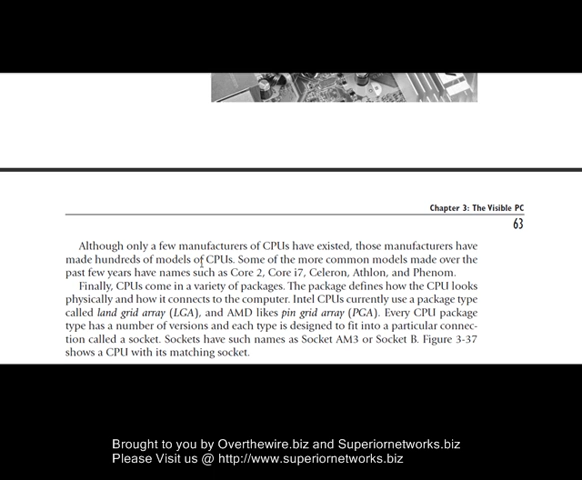 Chapter 3: The Visible PC
63
Although only a few manufacturers of CPUs have existed, those manufacturers have
made hundreds of models of CPUs. Some of the more common models made over the
past few years have names such as Core 2, Core i7, Celeron, Athlon, and Phenom.
Finally, CPUs come in a variety of packages. The package defines how the CPU looks
physically and how it connects to the computer. Intel CPUs currently use a package type
called land grid array (LGA), and AMD likes pin grid array (PGA). Every CPU package
type has a number of versions and each type is designed to fit into a particular connec-
tion called a socket. Sockets have such names as Socket AM3 or Socket B. Figure 3-37
shows a CPU with its matching socket.
Brought to you by Overthewire.biz and Superiornetworks.biz
Please Visit us @ http://www.superiornetworks.biz